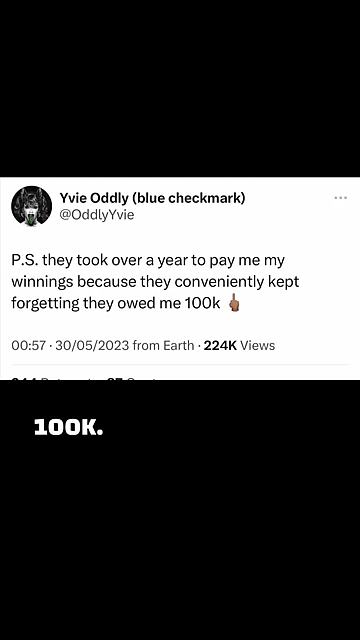 Yvie Oddly (blue checkmark)
@OddlyYvie
P.S. they took over a year to pay me my
winnings because they conveniently kept
forgetting they owed me 100k 🖕🏽
00:57 · 30/05/2023 from Earth · 224K Views
100K.